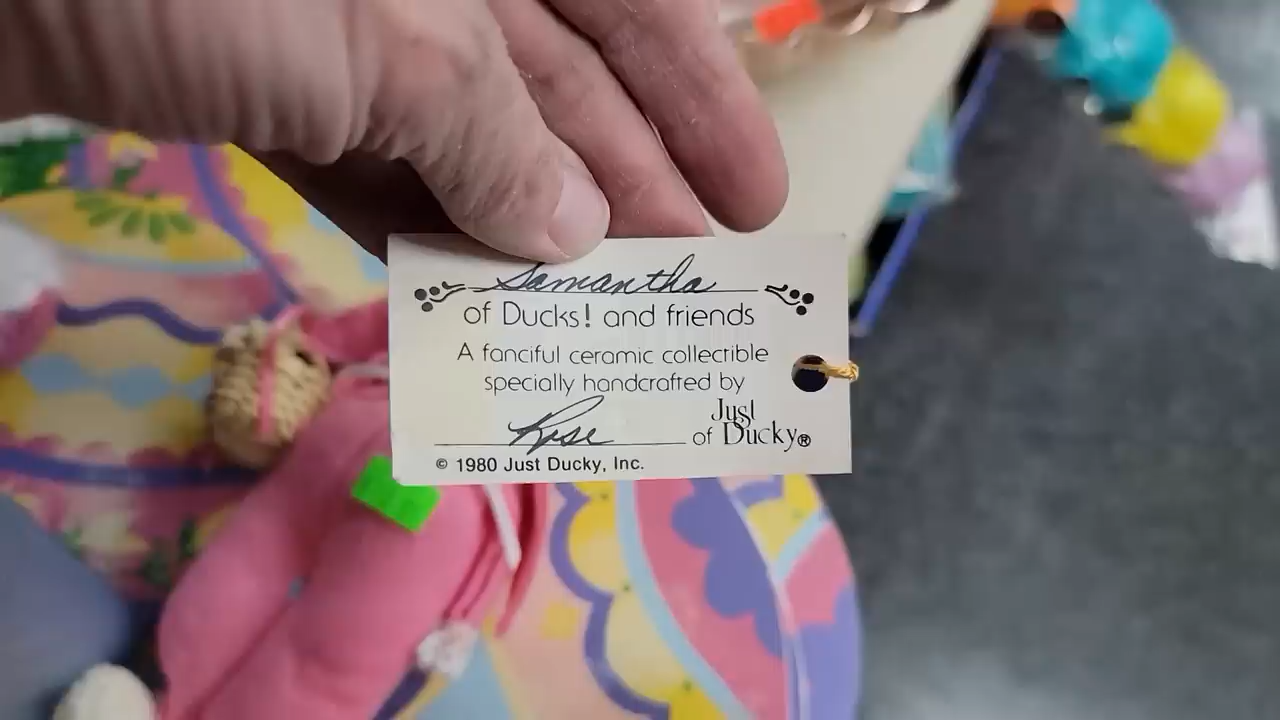 Samantha
of Ducks! and friends
A fanciful ceramic collectible
specially handcrafted by
Rose of Just Ducky®
© 1980 Just Ducky, Inc.